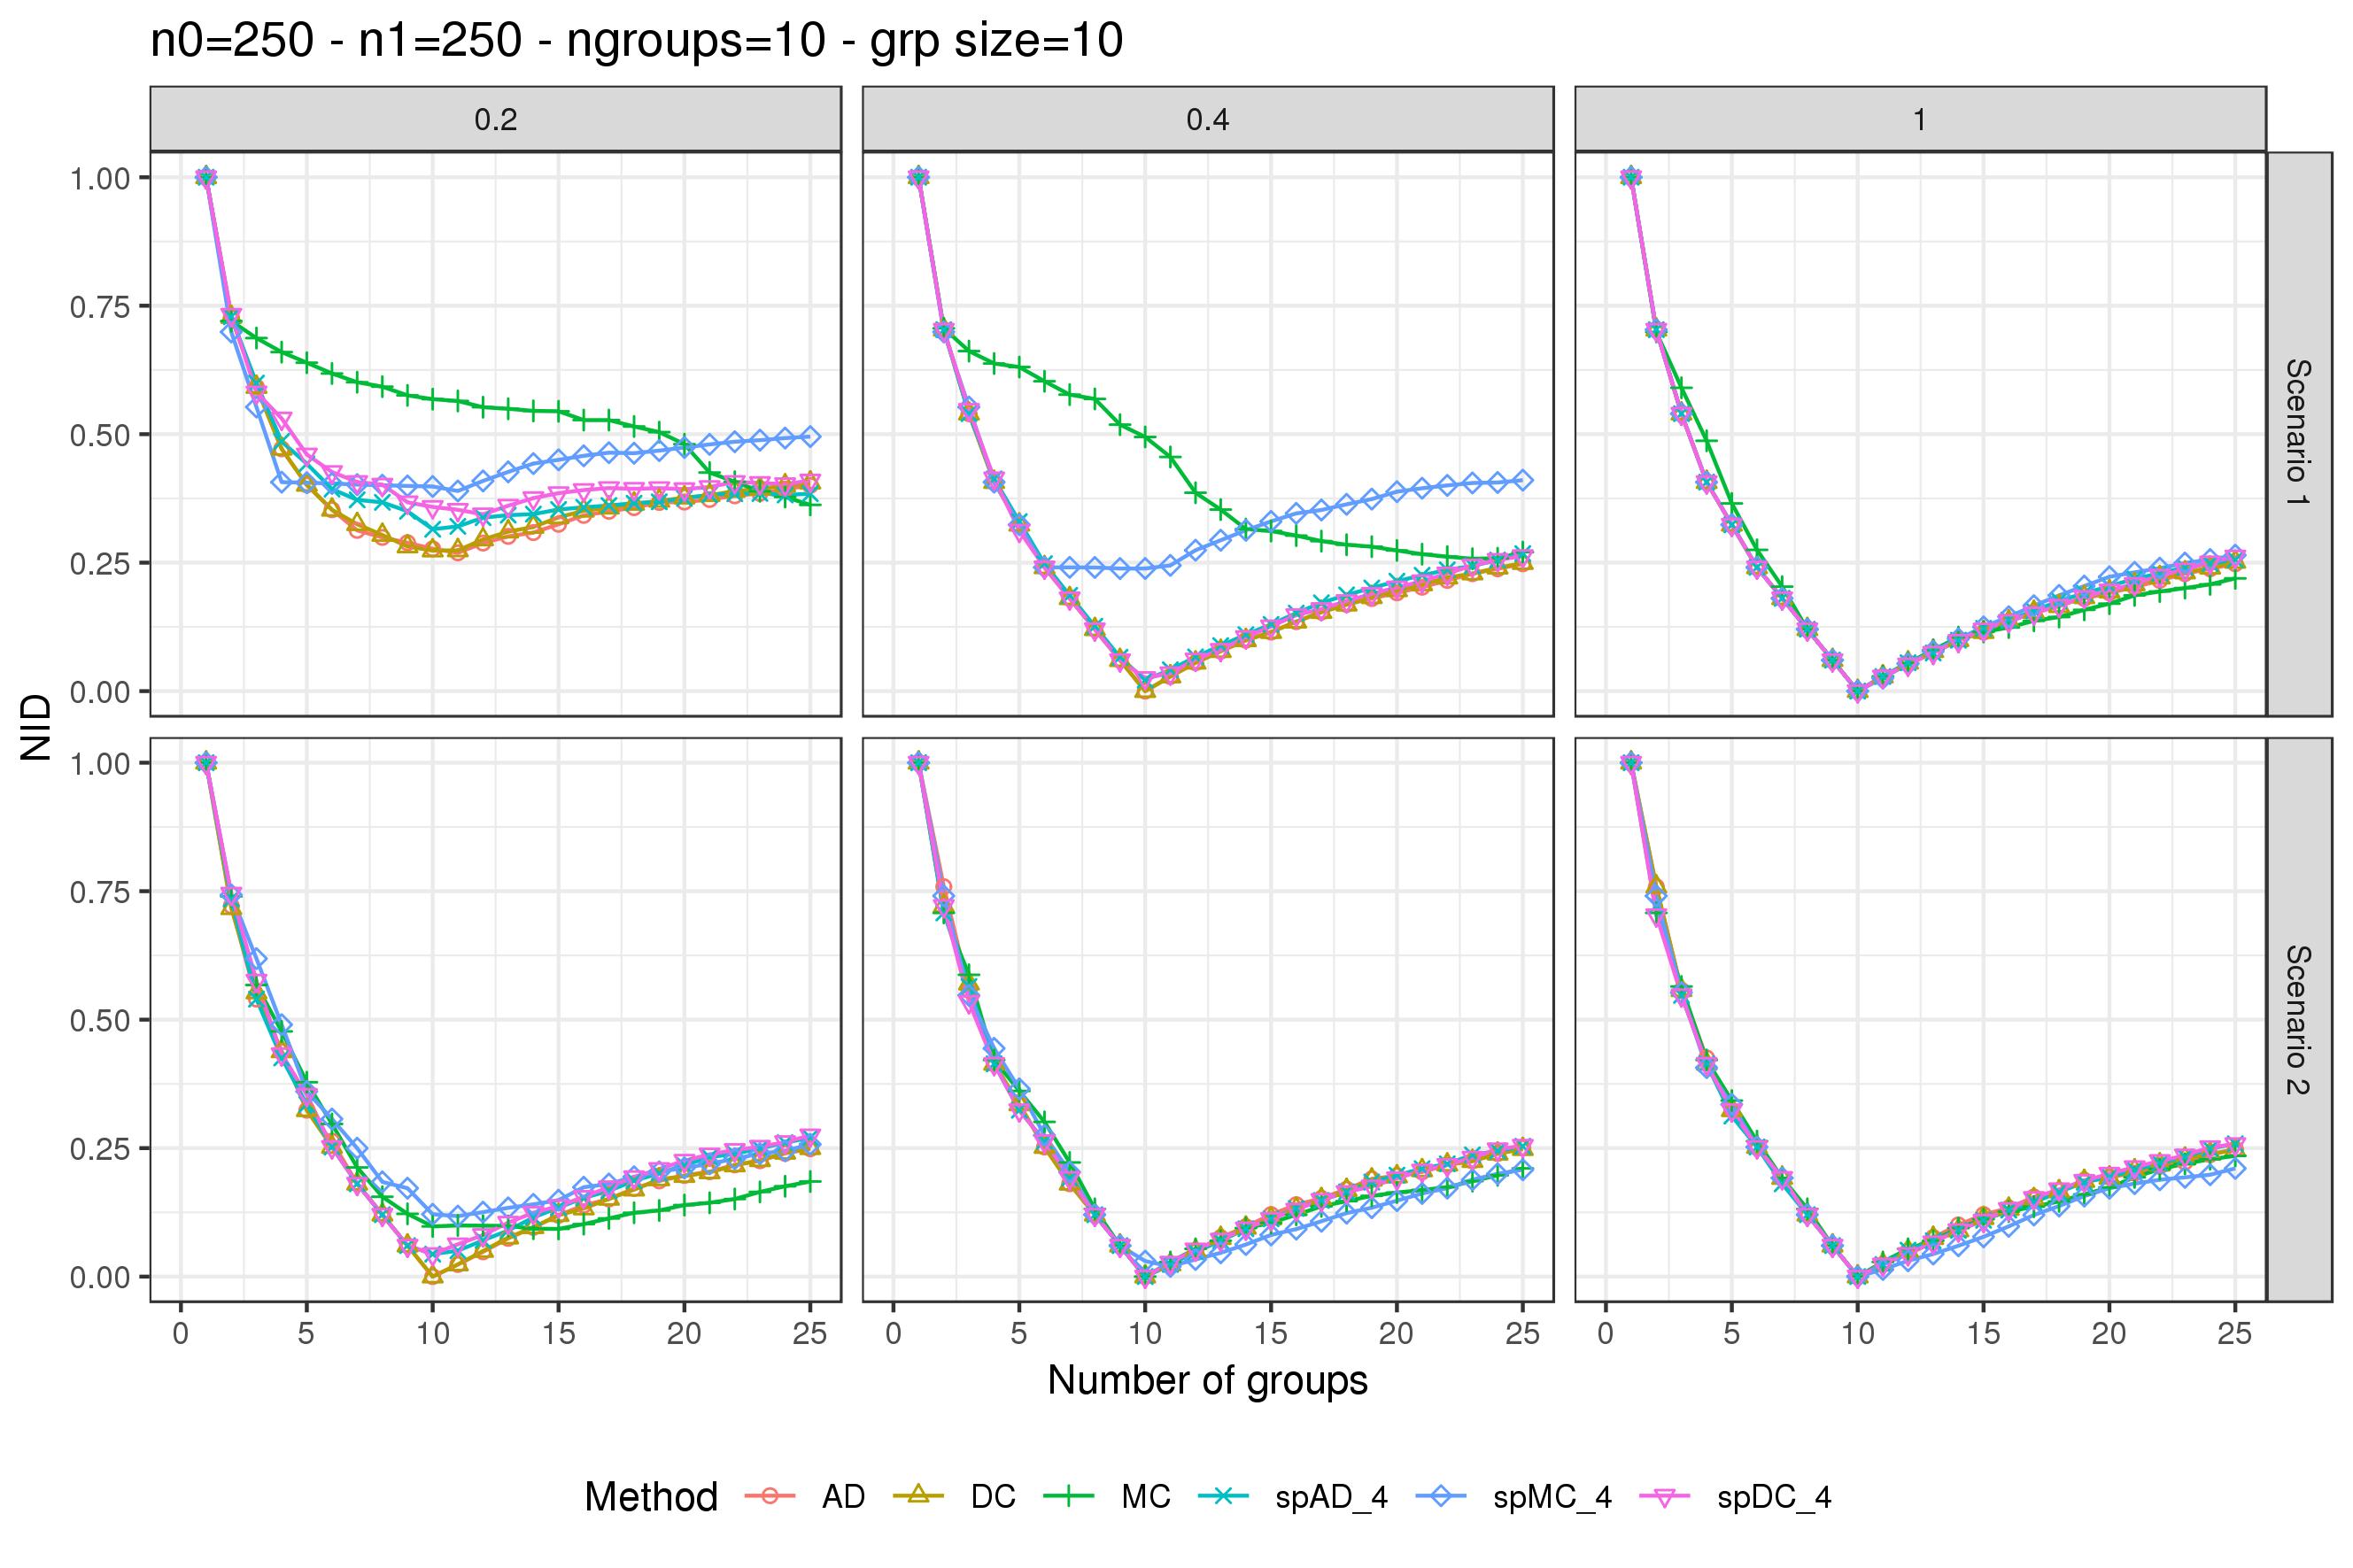 n0=250 - n1=250 - ngroups=10 - grp size=10
0.2 0.4 1
1.00
0.75
0.50
0.25
0.00
Scenario 1
NID
1.00
0.75
0.50
0.25
0.00
Scenario 2
0 5 10 15 20 25 0 5 10 15 20 25 0 5 10 15 20 25
Number of groups
Method AD DC MC spAD_4 spMC_4 spDC_4